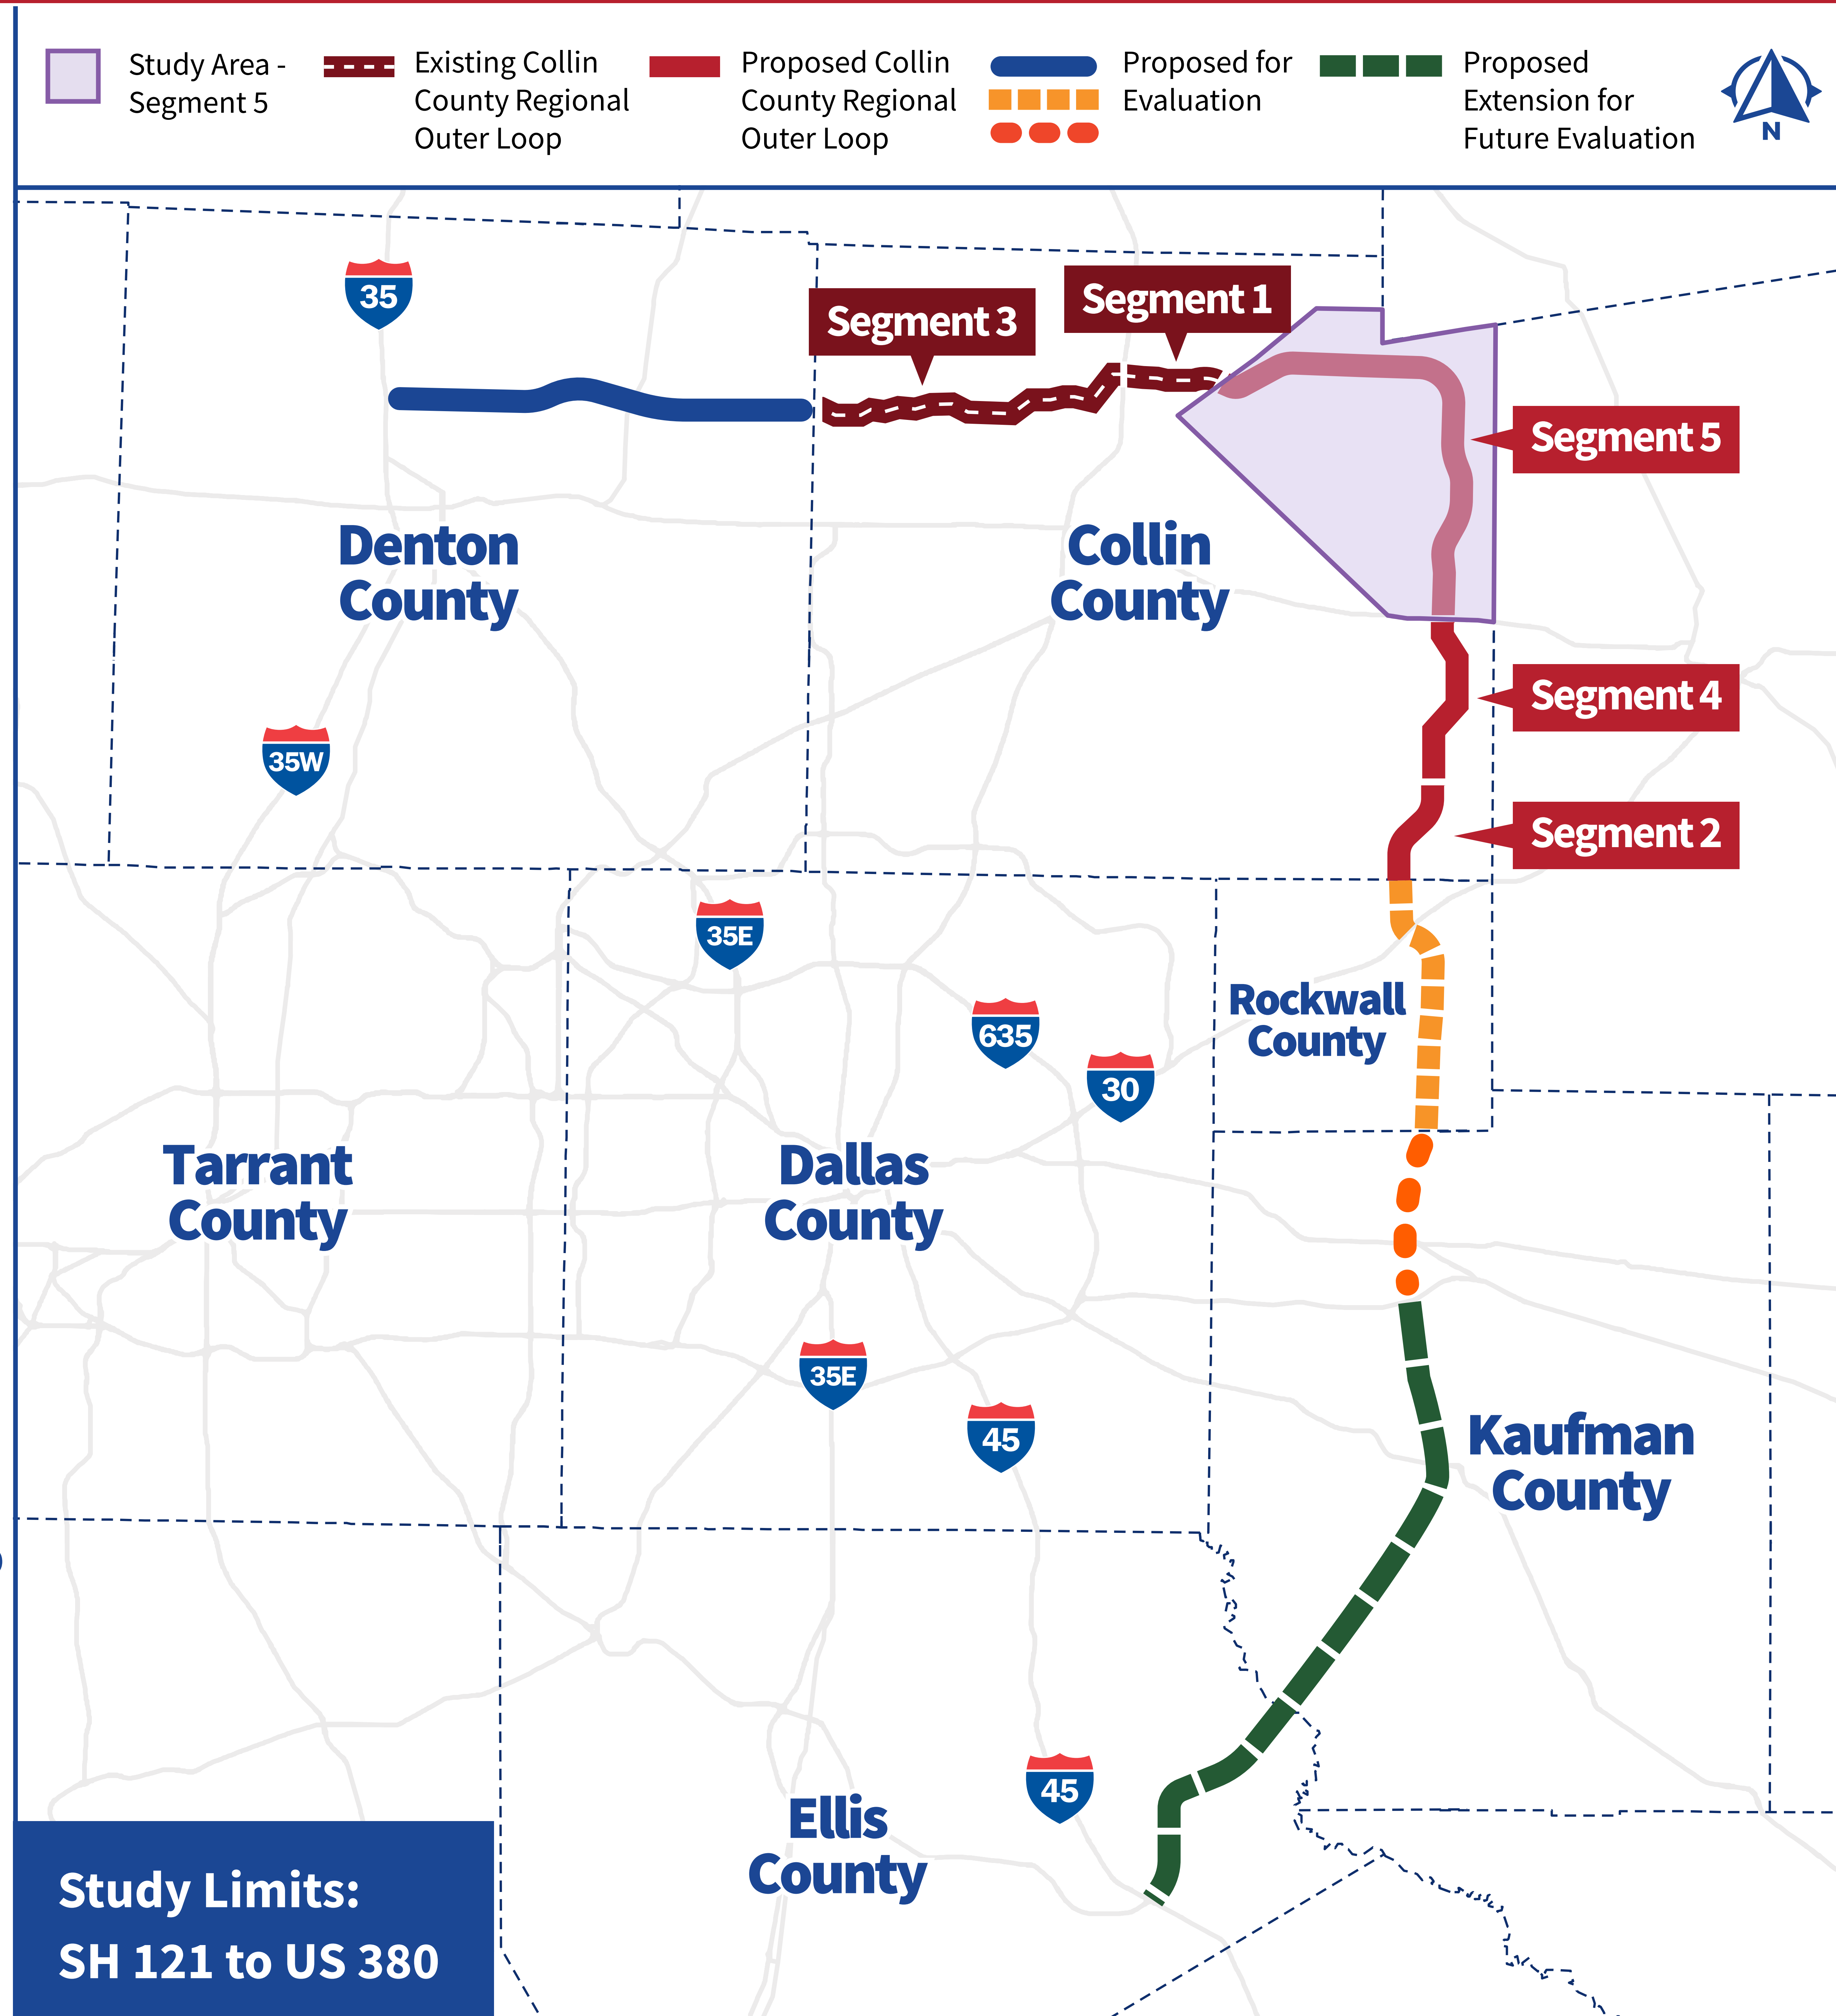 Study Area -
Segment 5
Existing Collin
County Regional
Outer Loop
Proposed Collin
County Regional
Outer Loop
Proposed for
Evaluation
Proposed
Extension for
Future Evaluation
N
35
Segment 3
Segment 1
Segment 5
Denton
County
Collin
County
Segment 4
35W
Segment 2
35E
Rockwall
County
635
30
Tarrant
County
Dallas
County
35E
45
Kaufman
County
45
Ellis
County
Study Limits:
SH 121 to US 380